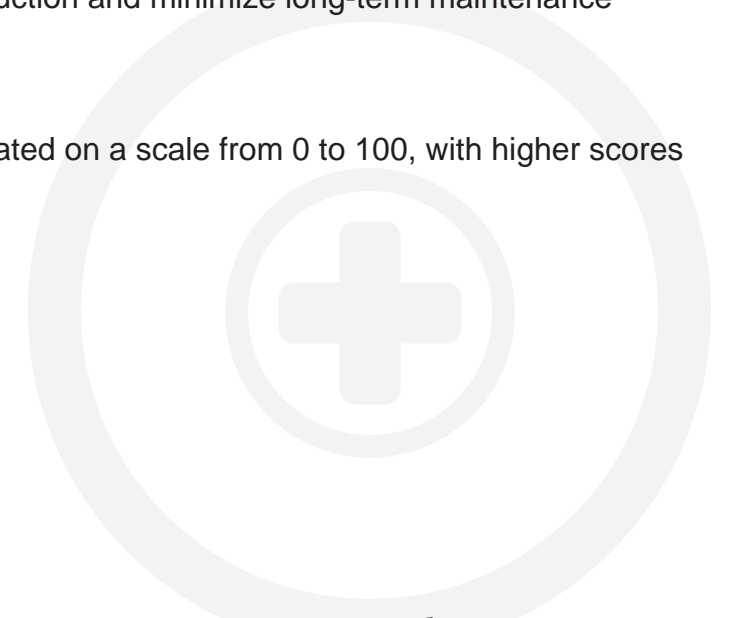 uction and minimize long-term maintenance
ated on a scale from 0 to 100, with higher scores